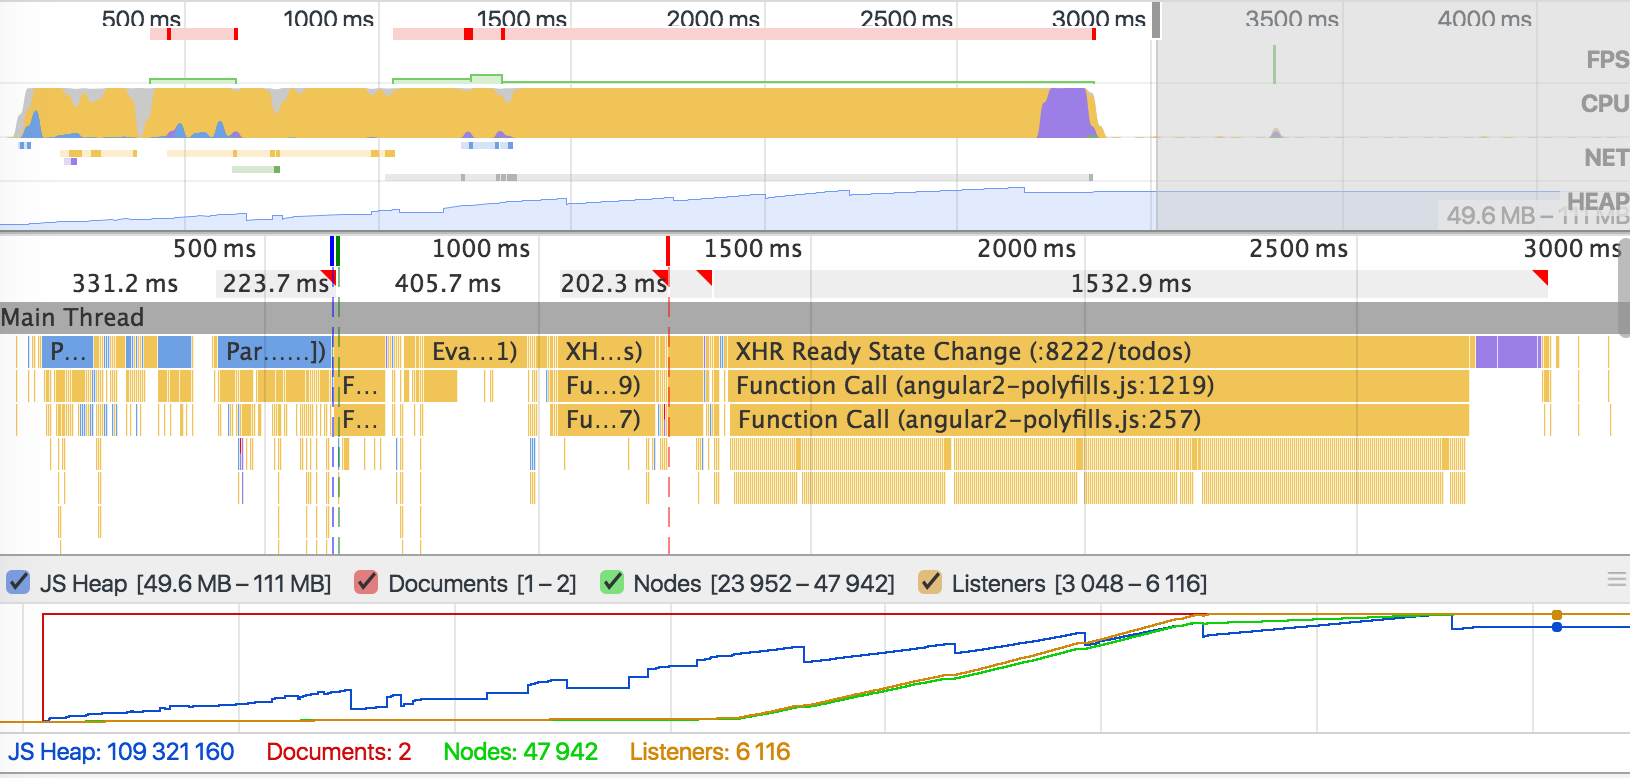 500 ms 1000 ms 1500 ms 2000 ms 2500 ms 3000 ms 3500 ms 4000 ms
FPS
CPU
NET
HEAP
49.6 MB – 111 MB
500 ms 1000 ms 1500 ms 2000 ms 2500 ms 3000 ms
331.2 ms 223.7 ms 405.7 ms 202.3 ms 1532.9 ms
Main Thread
P... Par......]) Eva...1) XH...s) XHR Ready State Change (:8222/todos)
F... Fu...9) Function Call (angular2-polyfills.js:1219)
F... Fu...7) Function Call (angular2-polyfills.js:257)
JS Heap [49.6 MB – 111 MB] Documents [1 – 2] Nodes [23 952 – 47 942] Listeners [3 048 – 6 116]
JS Heap: 109 321 160 Documents: 2 Nodes: 47 942 Listeners: 6 116